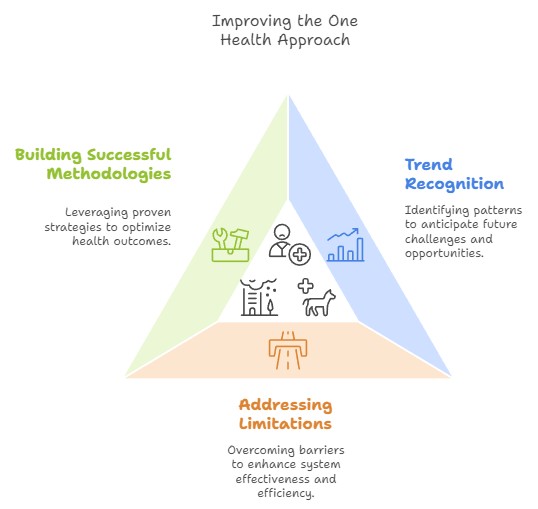 Improving the One
Health Approach
Building Successful
Methodologies
Leveraging proven
strategies to optimize
health outcomes.
Trend
Recognition
Identifying patterns
to anticipate future
challenges and
opportunities.
Addressing
Limitations
Overcoming barriers
to enhance system
effectiveness and
efficiency.